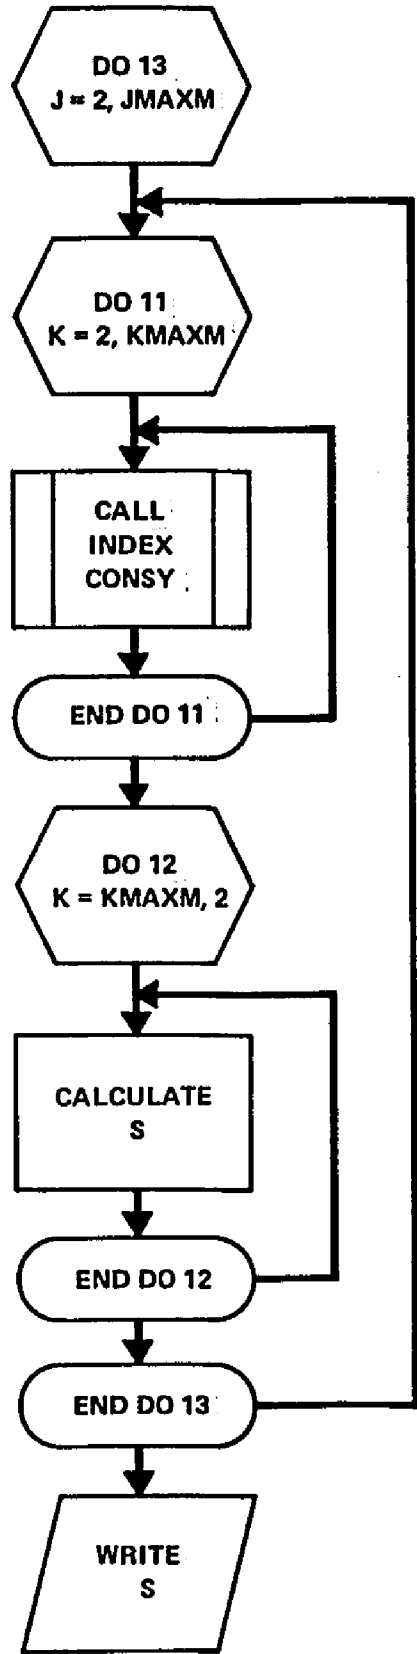 DO 13
J = 2, JMAXM
DO 11
K = 2, KMAXM
CALL
INDEX
CONSY
END DO 11
DO 12
K = KMAXM, 2
CALCULATE
S
END DO 12
END DO 13
WRITE
S